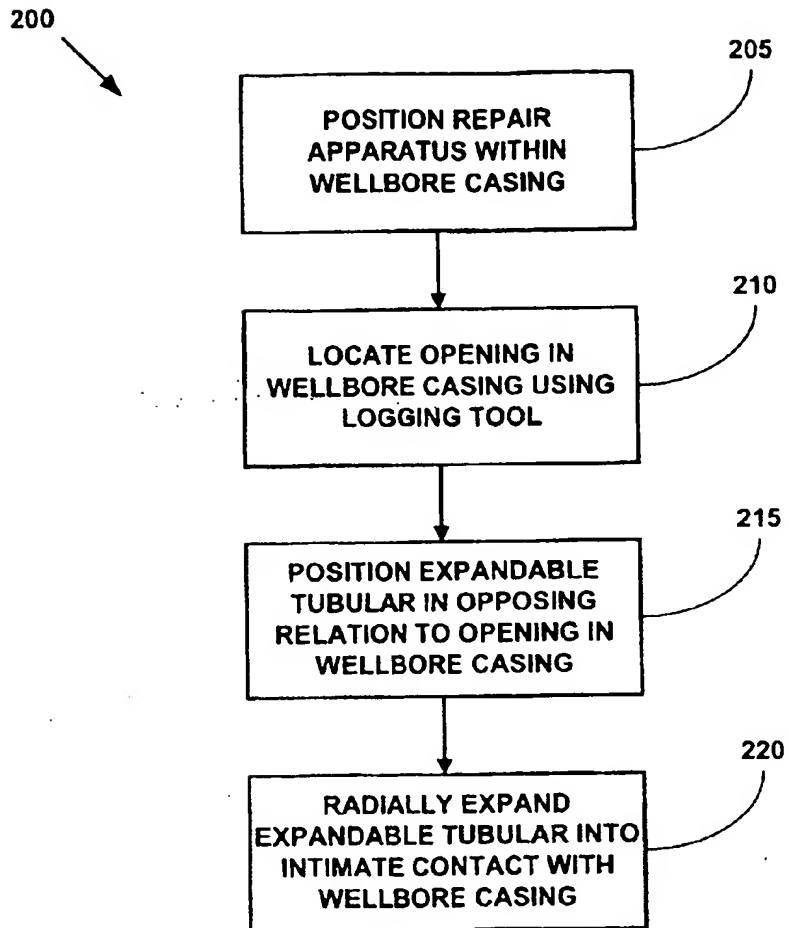 200
205
POSITION REPAIR
APPARATUS WITHIN
WELLBORE CASING
210
LOCATE OPENING IN
WELLBORE CASING USING
LOGGING TOOL
215
POSITION EXPANDABLE
TUBULAR IN OPPOSING
RELATION TO OPENING IN
WELLBORE CASING
220
RADIALLY EXPAND
EXPANDABLE TUBULAR INTO
INTIMATE CONTACT WITH
WELLBORE CASING